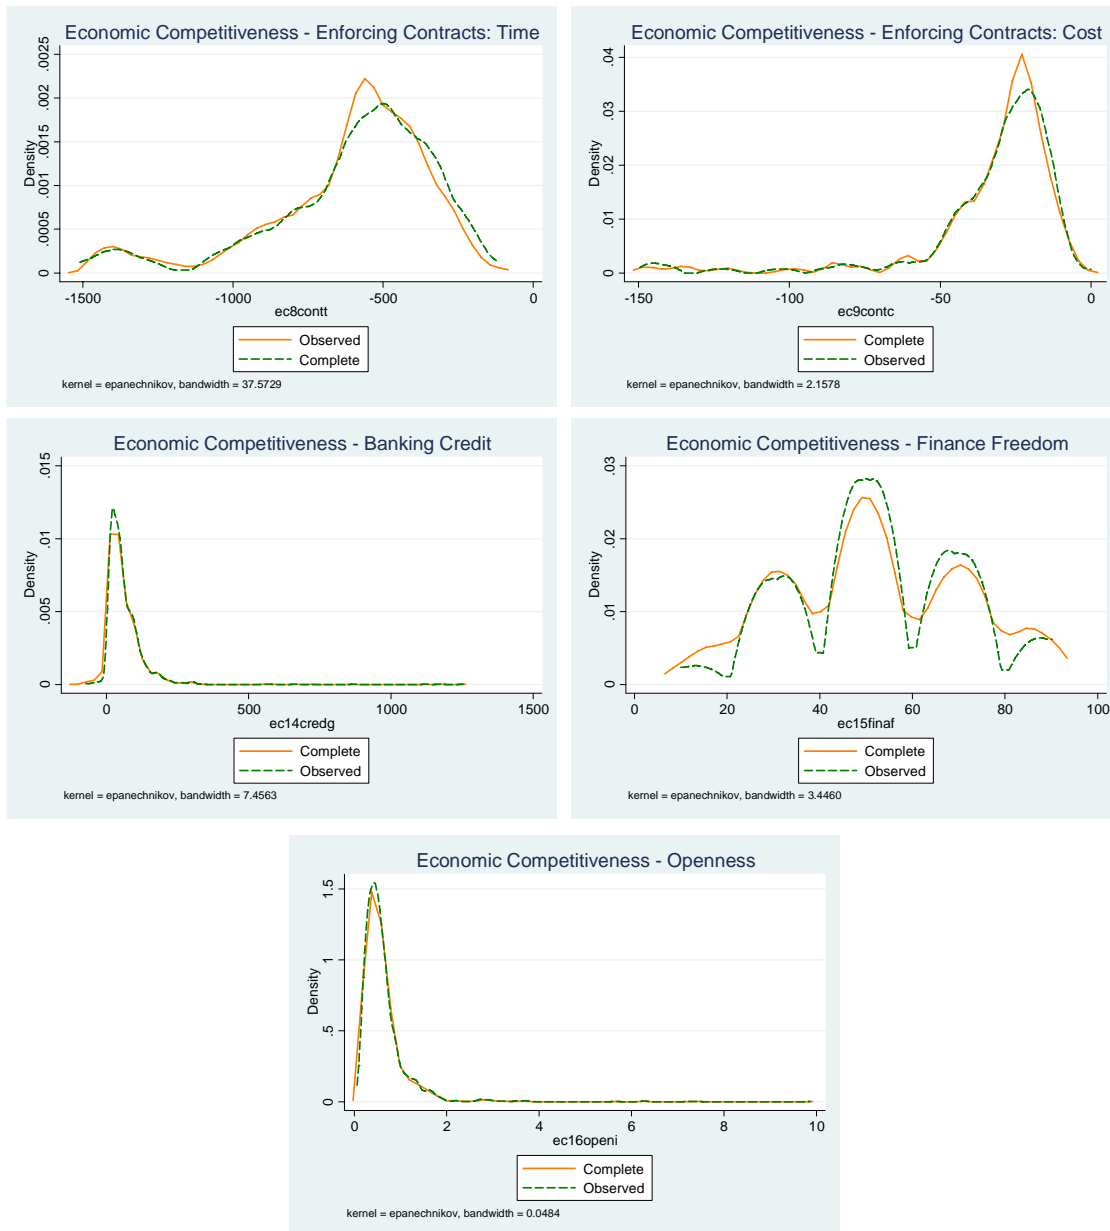 Economic Competitiveness - Enforcing Contracts: Time
Density
0 .0005 .001 .0015 .002 .0025
-1500 -1000 -500 0
ec8contt
Observed
Complete
kernel = epanechnikov, bandwidth = 37.5729
Economic Competitiveness - Enforcing Contracts: Cost
Density
0 .01 .02 .03 .04
-150 -100 -50 0
ec9contc
Complete
Observed
kernel = epanechnikov, bandwidth = 2.1578
Economic Competitiveness - Banking Credit
Density
0 .005 .01 .015
0 500 1000 1500
ec14credg
Complete
Observed
kernel = epanechnikov, bandwidth = 7.4563
Economic Competitiveness - Finance Freedom
Density
0 .01 .02 .03
0 20 40 60 80 100
ec15finaf
Complete
Observed
kernel = epanechnikov, bandwidth = 3.4460
Economic Competitiveness - Openness
Density
0 .5 1 1.5
0 2 4 6 8 10
ec16openi
Complete
Observed
kernel = epanechnikov, bandwidth = 0.0484